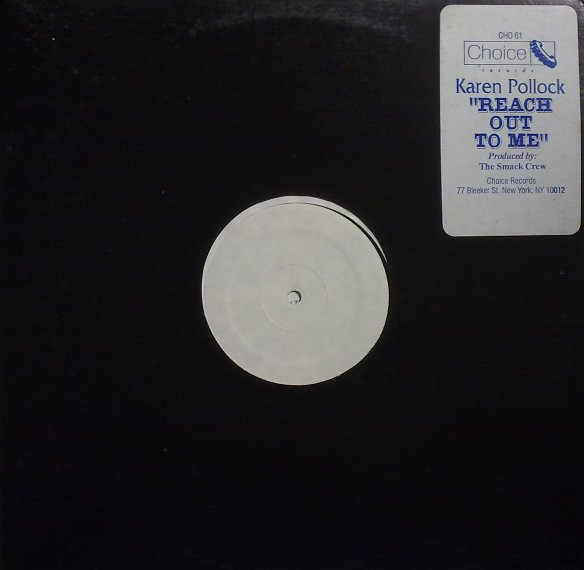 CHO 61
Choice
records
Karen Pollock
"REACH
OUT
TO ME"
Produced by:
The Smack Crew
Choice Records
77 Bleeker St. New York, NY 10012